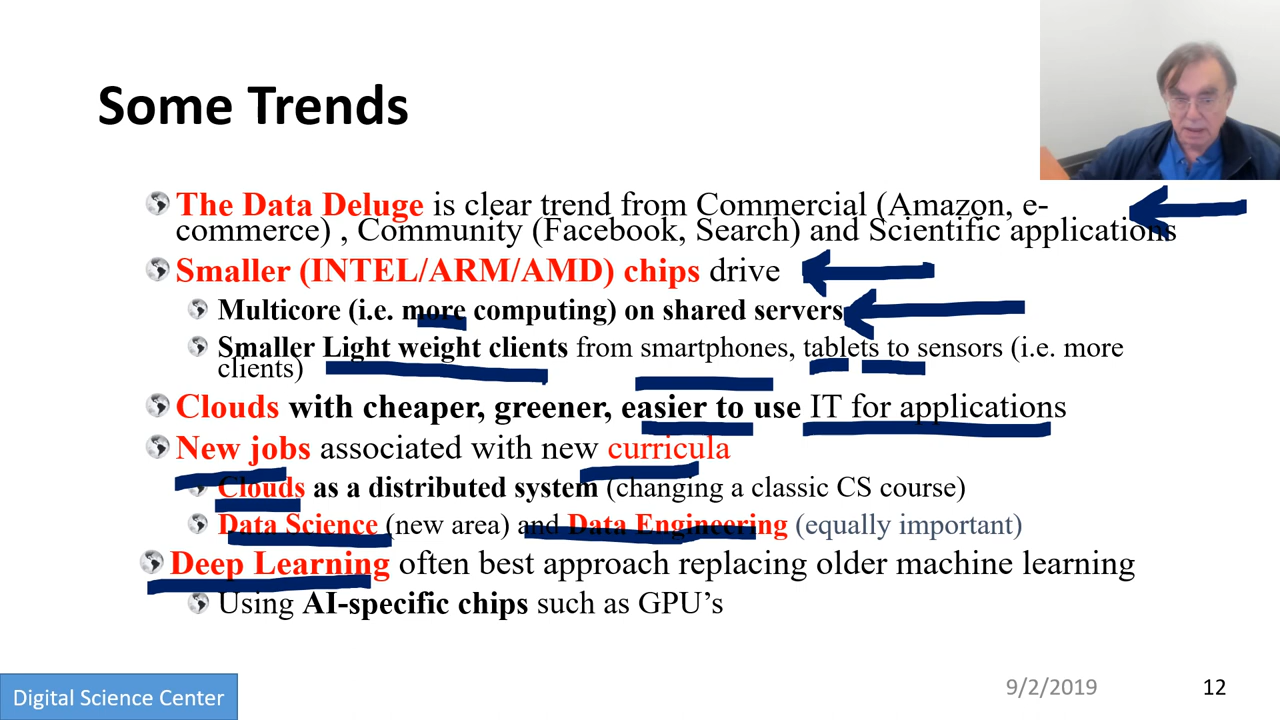 Some Trends
The Data Deluge is clear trend from Commercial (Amazon, e-
commerce) , Community (Facebook, Search) and Scientific applications
Smaller (INTEL/ARM/AMD) chips drive
Multicore (i.e. more computing) on shared servers
Smaller Light weight clients from smartphones, tablets to sensors (i.e. more
clients)
Clouds with cheaper, greener, easier to use IT for applications
New jobs associated with new curricula
Clouds as a distributed system (changing a classic CS course)
Data Science (new area) and Data Engineering (equally important)
Deep Learning often best approach replacing older machine learning
Using AI-specific chips such as GPU’s
Digital Science Center
9/2/2019
12